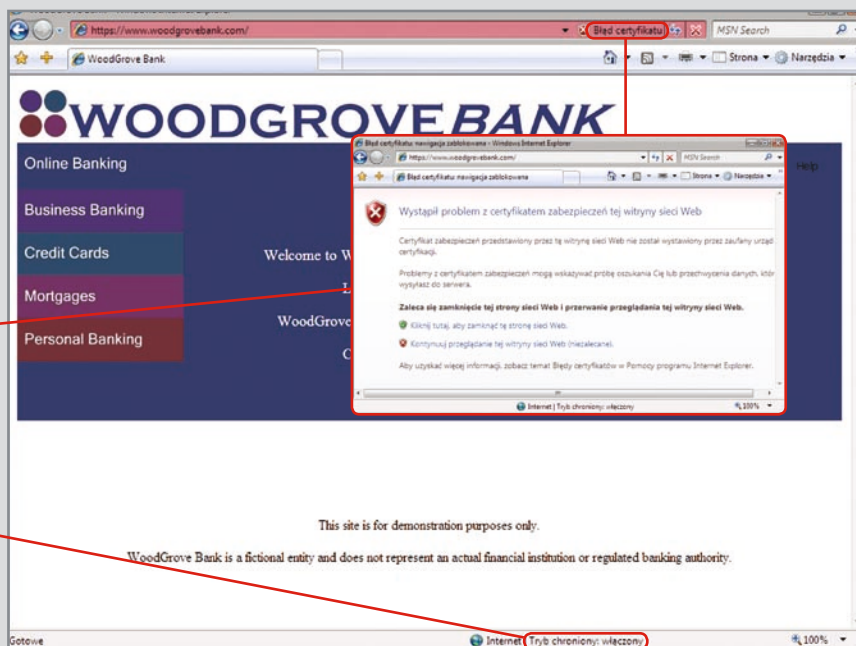 https://www.woodgrovebank.com/
Błąd certyfikatu
MSN Search
WoodGrove Bank
Strona
Narzędzia
WOODGROVE BANK
Online Banking
Help
Business Banking
Credit Cards
Mortgages
Personal Banking
Welcome to W
L
WoodGrove
C
Błąd certyfikatu: nawigacja zablokowana - Windows Internet Explorer
https://www.woodgrovebank.com/
MSN Search
Błąd certyfikatu: nawigacja zablokowana
Strona
Narzędzia
Wystąpił problem z certyfikatem zabezpieczeń tej witryny sieci Web
Certyfikat zabezpieczeń przedstawiony przez tę witrynę sieci Web nie został wystawiony przez zaufany urząd
certyfikacji.
Problemy z certyfikatem zabezpieczeń mogą wskazywać próbę oszukania Cię lub przechwycenia danych, któr
wysyłasz do serwera.
Zaleca się zamknięcie tej strony sieci Web i przerwanie przeglądania tej witryny sieci Web.
Kliknij tutaj, aby zamknąć tę stronę sieci Web.
Kontynuuj przeglądanie tej witryny sieci Web (niezalecane).
Aby uzyskać więcej informacji, zobacz temat Błędy certyfikatów w Pomocy programu Internet Explorer.
Internet | Tryb chroniony: włączony
100%
This site is for demonstration purposes only.
WoodGrove Bank is a fictional entity and does not represent an actual financial institution or regulated banking authority.
Gotowe
Internet | Tryb chroniony: włączony
100%